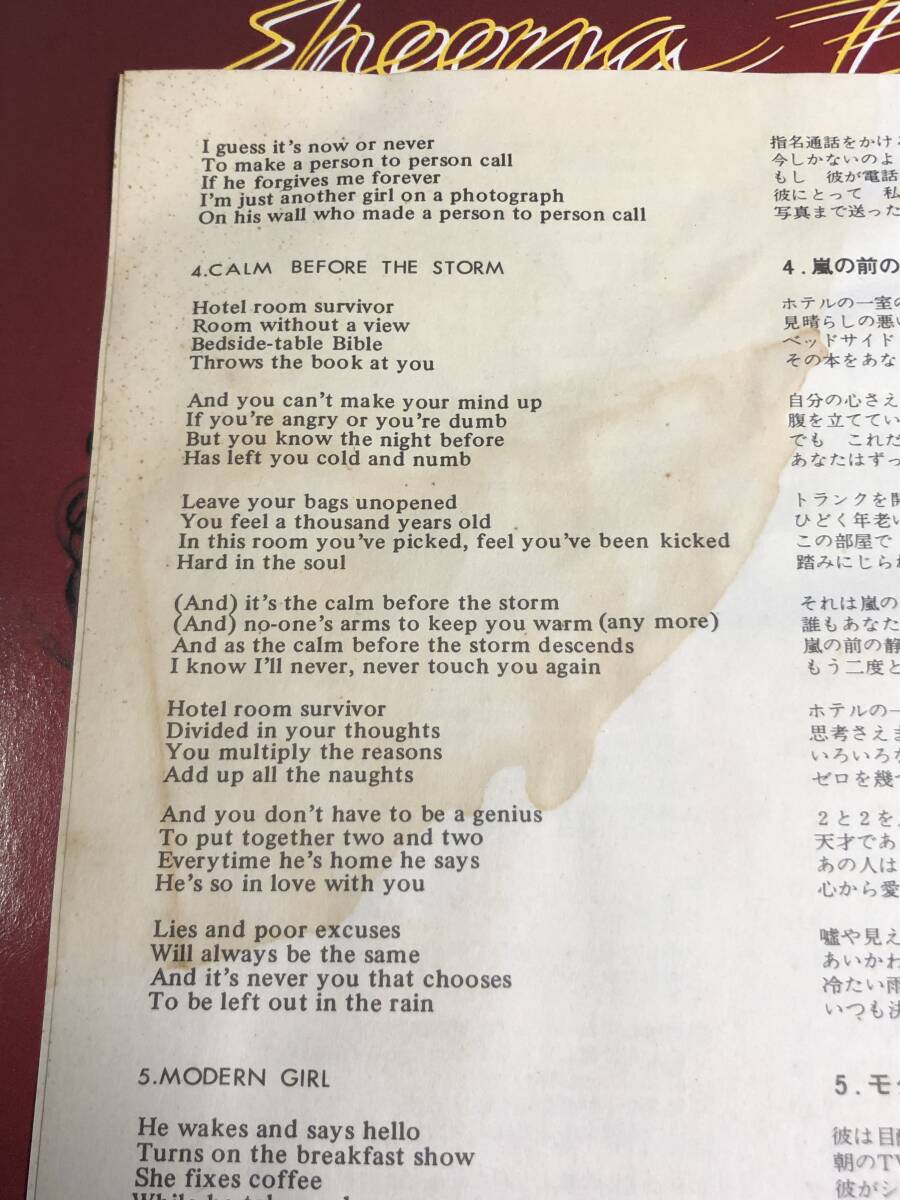 Sheena
I guess it's now or never
To make a person to person call
If he forgives me forever
I'm just another girl on a photograph
On his wall who made a person to person call
4.CALM BEFORE THE STORM
Hotel room survivor
Room without a view
Bedside-table Bible
Throws the book at you
And you can't make your mind up
If you're angry or you're dumb
But you know the night before
Has left you cold and numb
Leave your bags unopened
You feel a thousand years old
In this room you've picked, feel you've been kicked
Hard in the soul
(And) it's the calm before the storm
(And) no-one's arms to keep you warm (any more)
And as the calm before the storm descends
I know I'll never, never touch you again
Hotel room survivor
Divided in your thoughts
You multiply the reasons
Add up all the naughts
And you don't have to be a genius
To put together two and two
Everytime he's home he says
He's so in love with you
Lies and poor excuses
Will always be the same
And it's never you that chooses
To be left out in the rain
5.MODERN GIRL
He wakes and says hello
Turns on the breakfast show
She fixes coffee
指名通話をかけ
今しかないのよ
もし 彼が電話
彼にとって 私
写真まで送った
4.嵐の前の
ホテルの一室の
見晴らしの悪い
ベッドサイド
その本をあな
自分の心さえ
腹を立ててい
でも これだ
あなたはずっ
トランクを開
ひどく年老い
この部屋で
踏みにじら
それは嵐の
誰もあなた
嵐の前の静
もう二度と
ホテルの一
思考さえま
いろいろな
ゼロを幾つ
2と2を
天才であ
あの人は
心から愛
嘘や見え
あいかわ
冷たい雨
いつも決
5.モ
彼は目
朝のTV
彼がシ